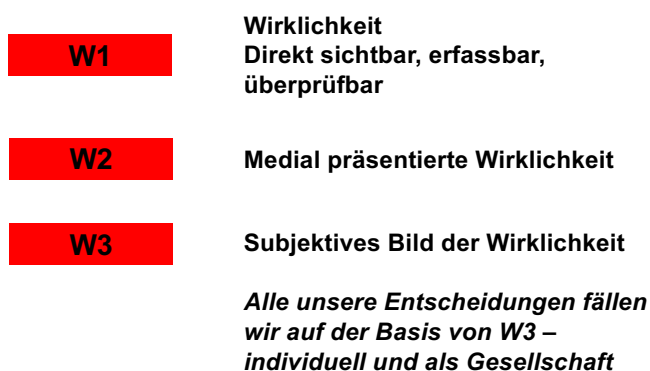 Wirklichkeit
W1 Direkt sichtbar, erfassbar,
überprüfbar
W2 Medial präsentierte Wirklichkeit
W3 Subjektives Bild der Wirklichkeit
Alle unsere Entscheidungen fällen
wir auf der Basis von W3 –
individuell und als Gesellschaft